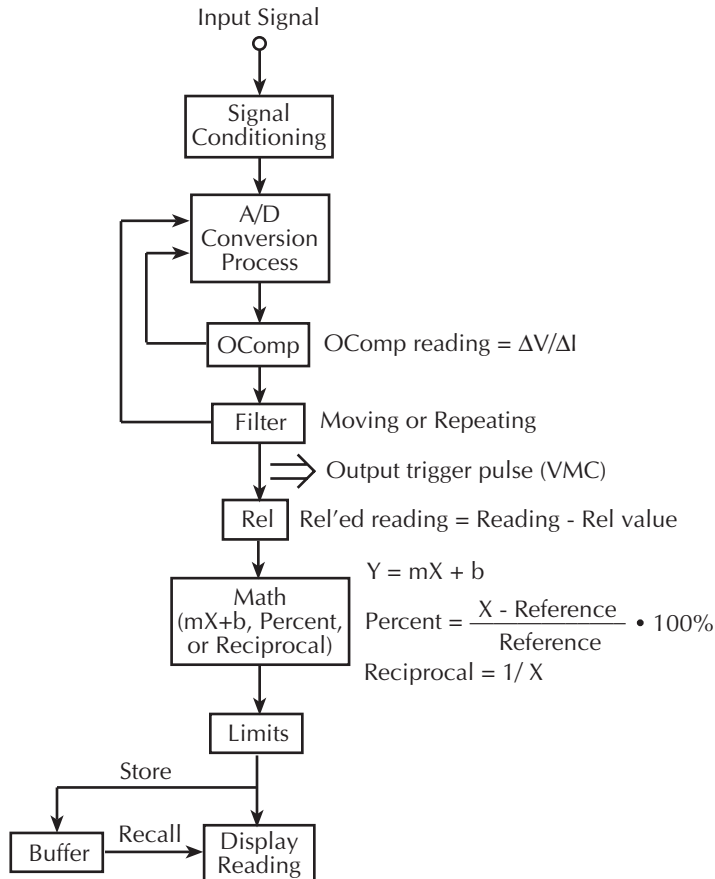 Input Signal
Signal
Conditioning
A/D
Conversion
Process
OComp
OComp reading = ΔV/ΔI
Filter
Moving or Repeating
Output trigger pulse (VMC)
Rel
Rel'ed reading = Reading - Rel value
Math
(mX+b, Percent,
or Reciprocal)
Y = mX + b
Percent = X - Reference / Reference • 100%
Reciprocal = 1/ X
Limits
Store
Buffer
Recall
Display
Reading